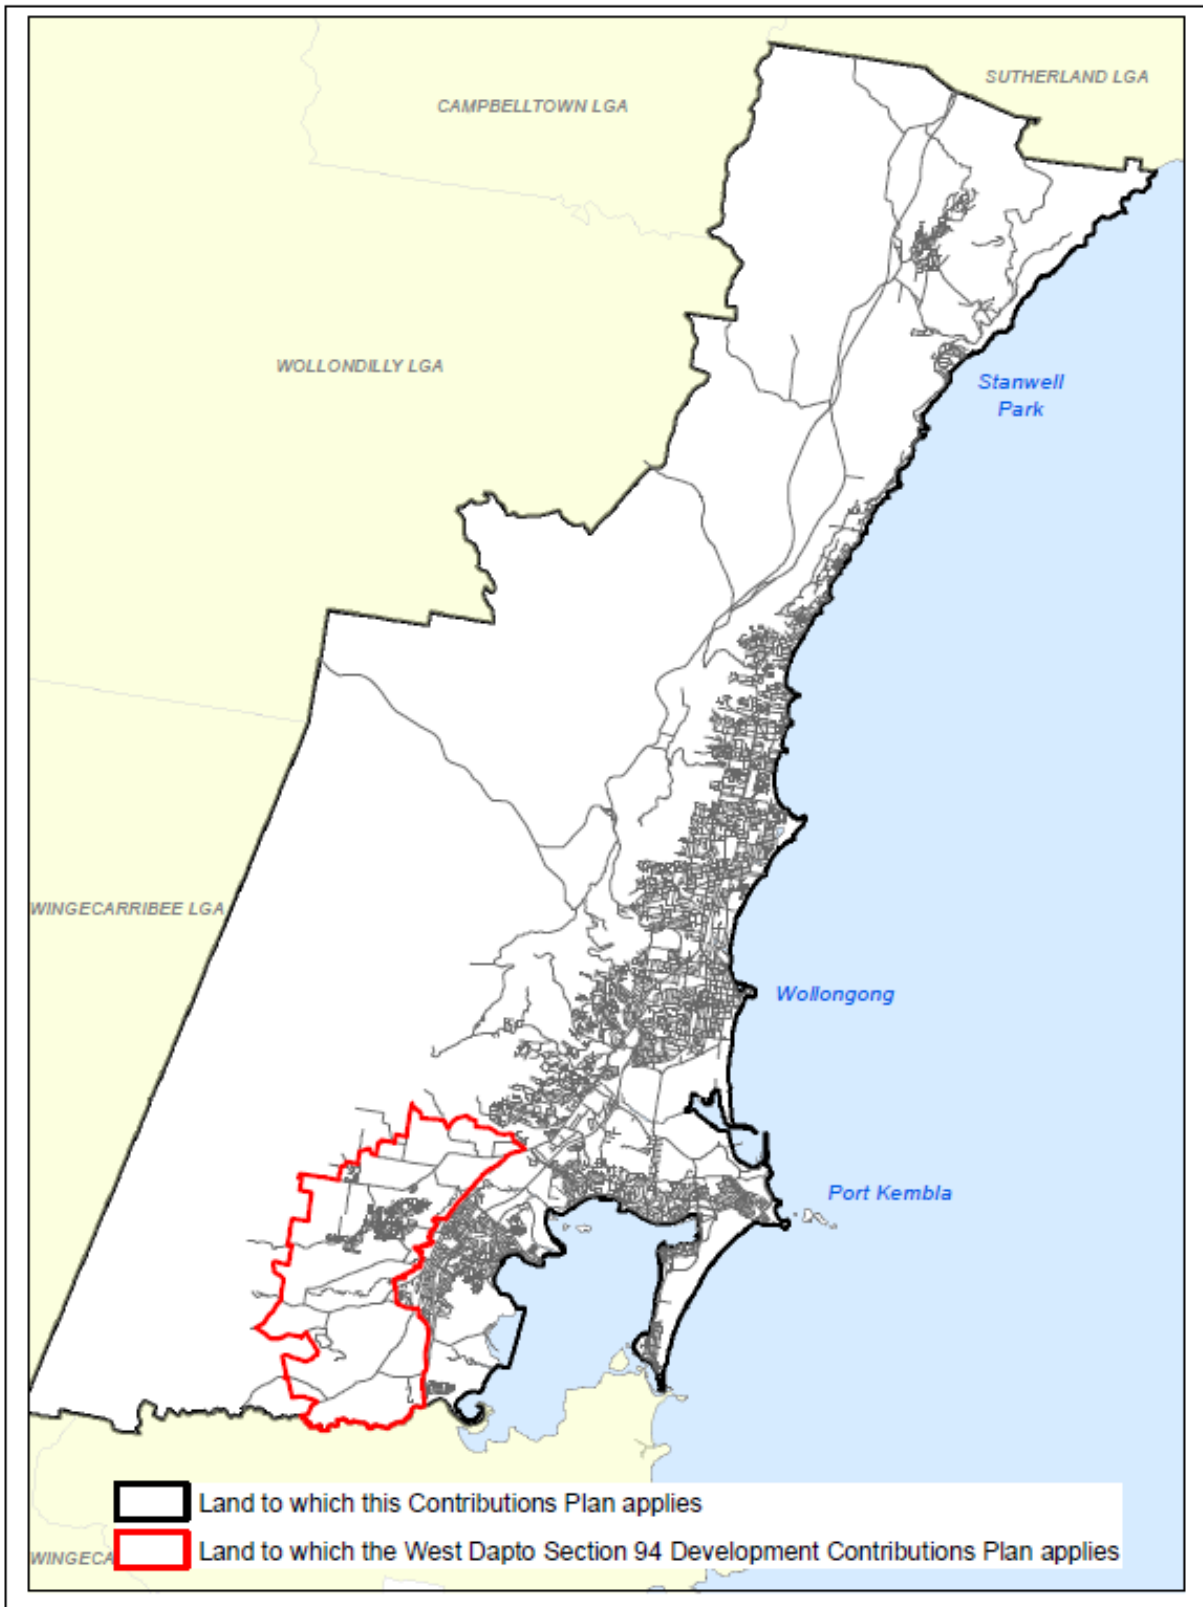 SUTHERLAND LGA
CAMPBELLTOWN LGA
WOLLONDILLY LGA
Stanwell
Park
WINGECARRIBEE LGA
Wollongong
Port Kembla
Land to which this Contributions Plan applies
WINGECA
Land to which the West Dapto Section 94 Development Contributions Plan applies